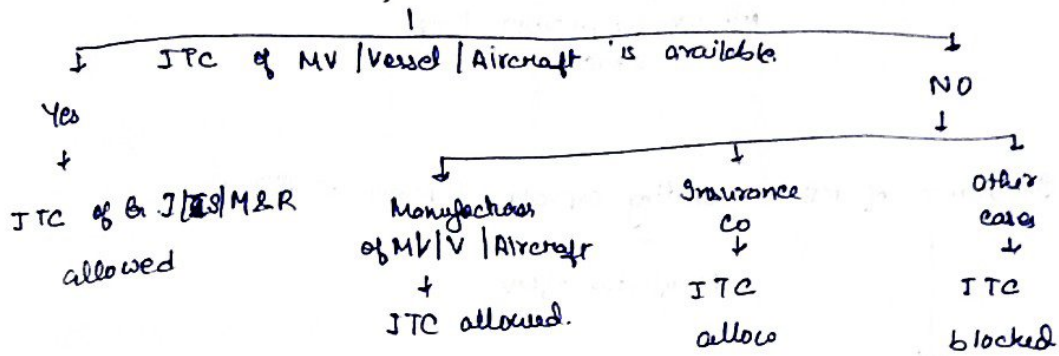 ITC of MV / Vessel / Aircraft is available.
Yes
NO
ITC of G I / / M & R
allowed
Manufactures
of MV / V / Aircraft
ITC allowed.
Insurance
CO
ITC
allow
Other
cases
ITC
blocked